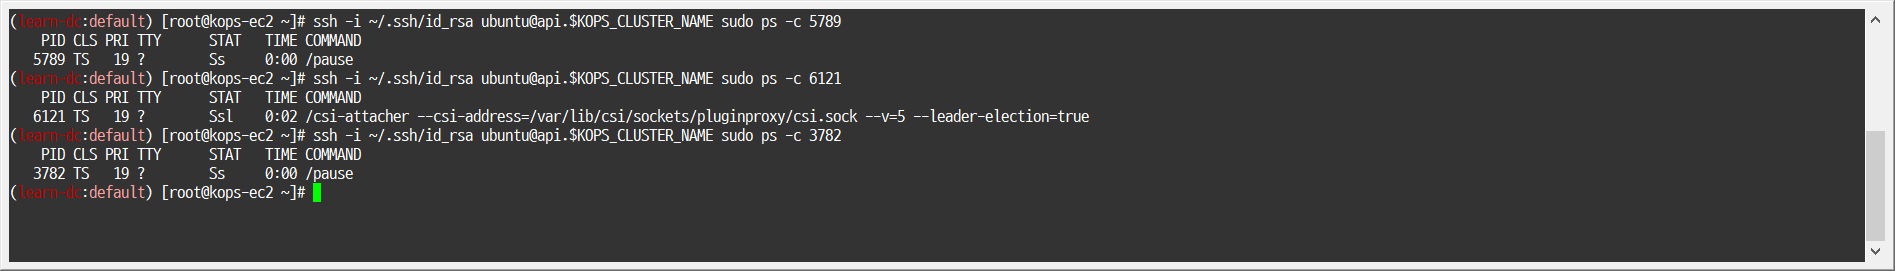 (learn-dc:default) [root@kops-ec2 ~]# ssh -i ~/.ssh/id_rsa ubuntu@api.$KOPS_CLUSTER_NAME sudo ps -c 5789
    PID CLS PRI TTY      STAT   TIME COMMAND
   5789 TS   19 ?        Ss     0:00 /pause
(learn-dc:default) [root@kops-ec2 ~]# ssh -i ~/.ssh/id_rsa ubuntu@api.$KOPS_CLUSTER_NAME sudo ps -c 6121
    PID CLS PRI TTY      STAT   TIME COMMAND
   6121 TS   19 ?        Ssl    0:02 /csi-attacher --csi-address=/var/lib/csi/sockets/pluginproxy/csi.sock --v=5 --leader-election=true
(learn-dc:default) [root@kops-ec2 ~]# ssh -i ~/.ssh/id_rsa ubuntu@api.$KOPS_CLUSTER_NAME sudo ps -c 3782
    PID CLS PRI TTY      STAT   TIME COMMAND
   3782 TS   19 ?        Ss     0:00 /pause
(learn-dc:default) [root@kops-ec2 ~]#